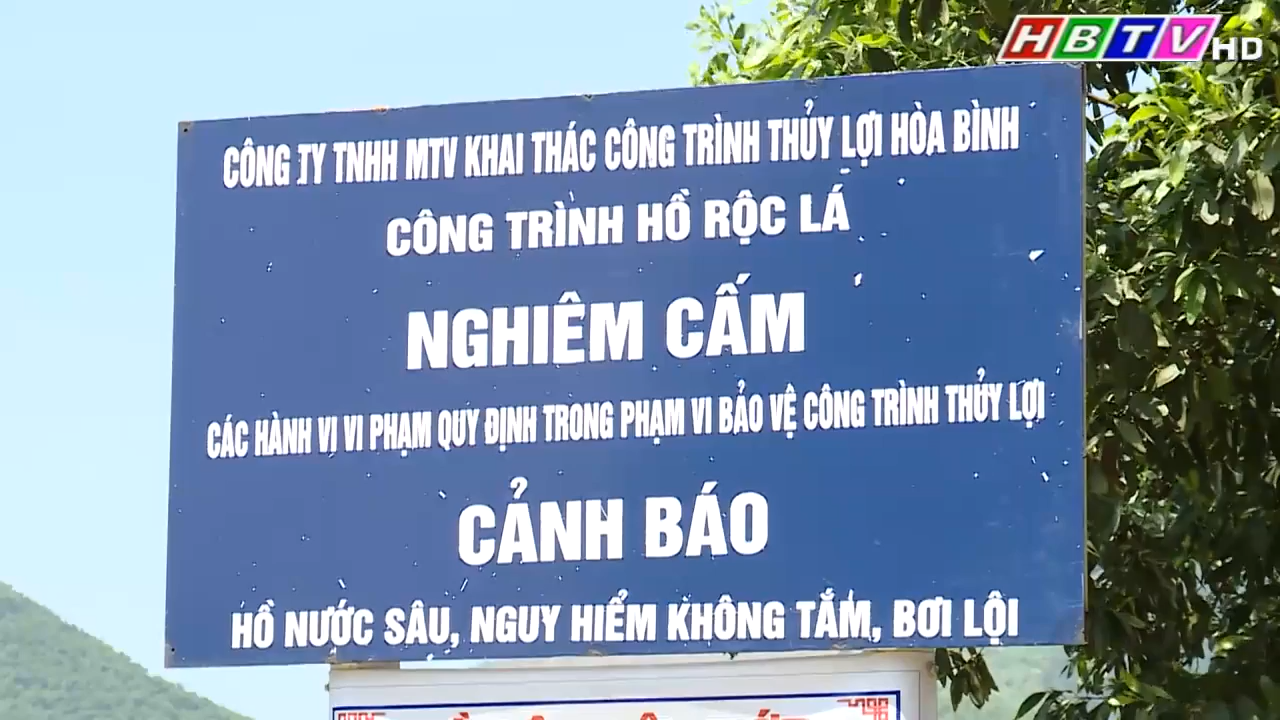 HBTV HD
CÔNG TY TNHH MTV KHAI THÁC CÔNG TRÌNH THỦY LỢI HÒA BÌNH
CÔNG TRÌNH HỒ RỘC LÁ
NGHIÊM CẤM
CÁC HÀNH VI VI PHẠM QUY ĐỊNH TRONG PHẠM VI BẢO VỆ CÔNG TRÌNH THỦY LỢI
CẢNH BÁO
HỒ NƯỚC SÂU, NGUY HIỂM KHÔNG TẮM, BƠI LỘI